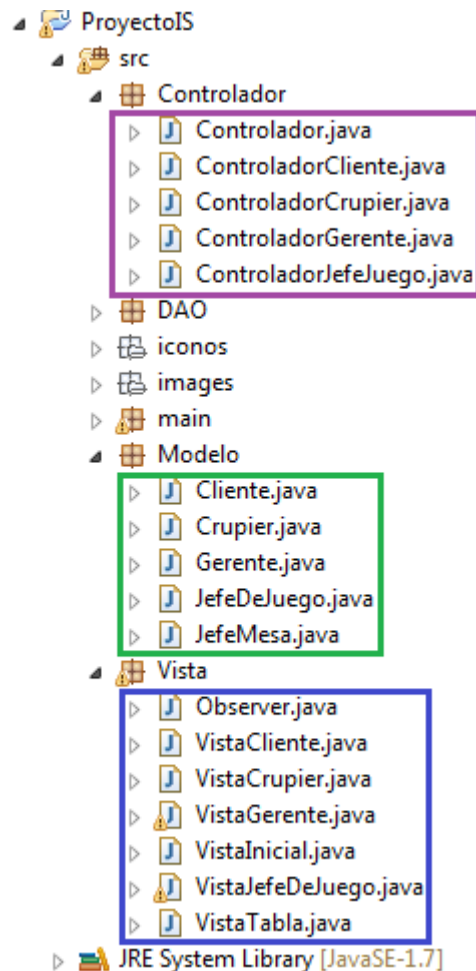 ProyectoIS
src
Controlador
Controlador.java
ControladorCliente.java
ControladorCrupier.java
ControladorGerente.java
ControladorJefeJuego.java
DAO
iconos
images
main
Modelo
Cliente.java
Crupier.java
Gerente.java
JefeDeJuego.java
JefeMesa.java
Vista
Observer.java
VistaCliente.java
VistaCrupier.java
VistaGerente.java
VistaInicial.java
VistaJefeDeJuego.java
VistaTabla.java
JRE System Library [JavaSE-1.7]